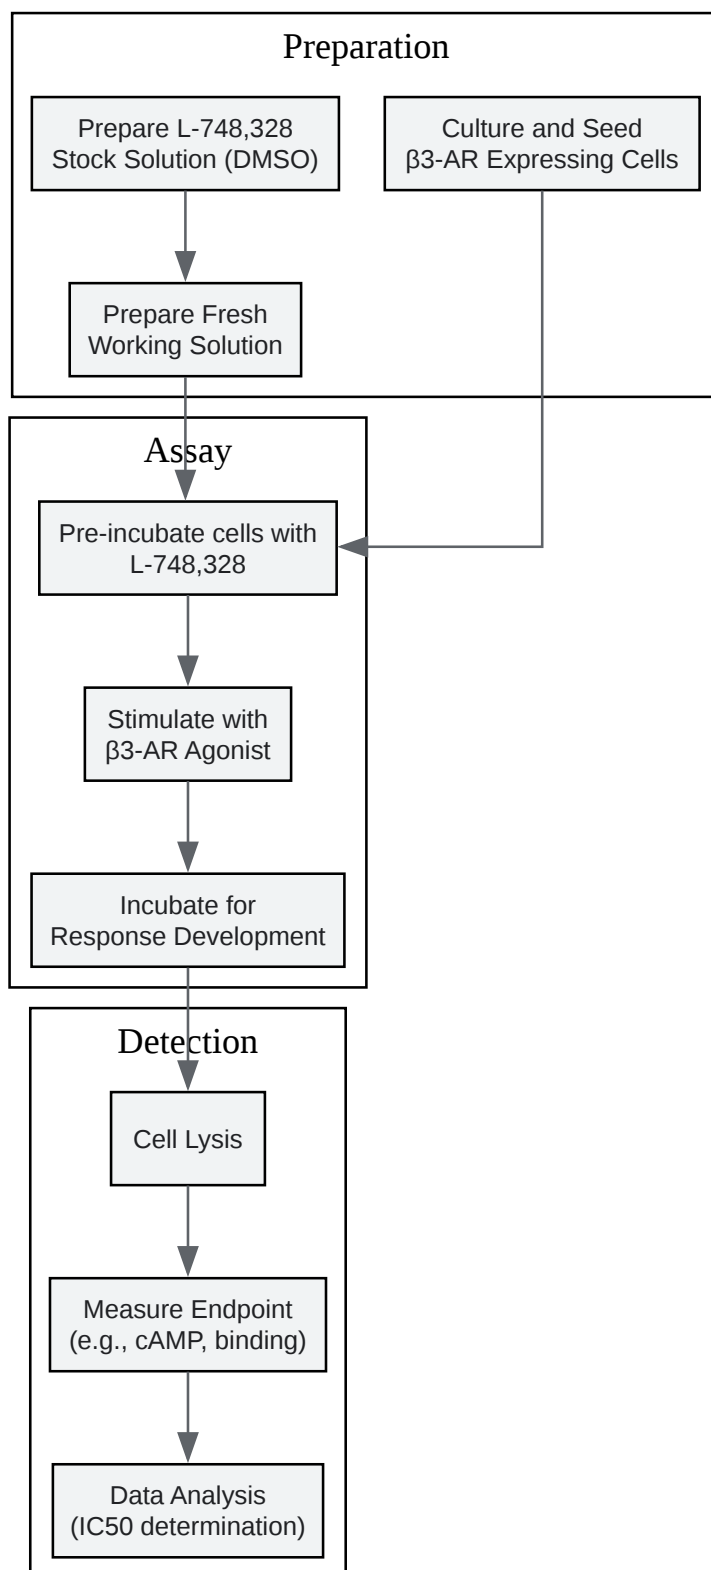 Preparation
Prepare L-748,328
Stock Solution (DMSO)
Culture and Seed
β3-AR Expressing Cells
Prepare Fresh
Working Solution
Assay
Pre-incubate cells with
L-748,328
Stimulate with
β3-AR Agonist
Incubate for
Response Development
Detection
Cell Lysis
Measure Endpoint
(e.g., cAMP, binding)
Data Analysis
(IC50 determination)